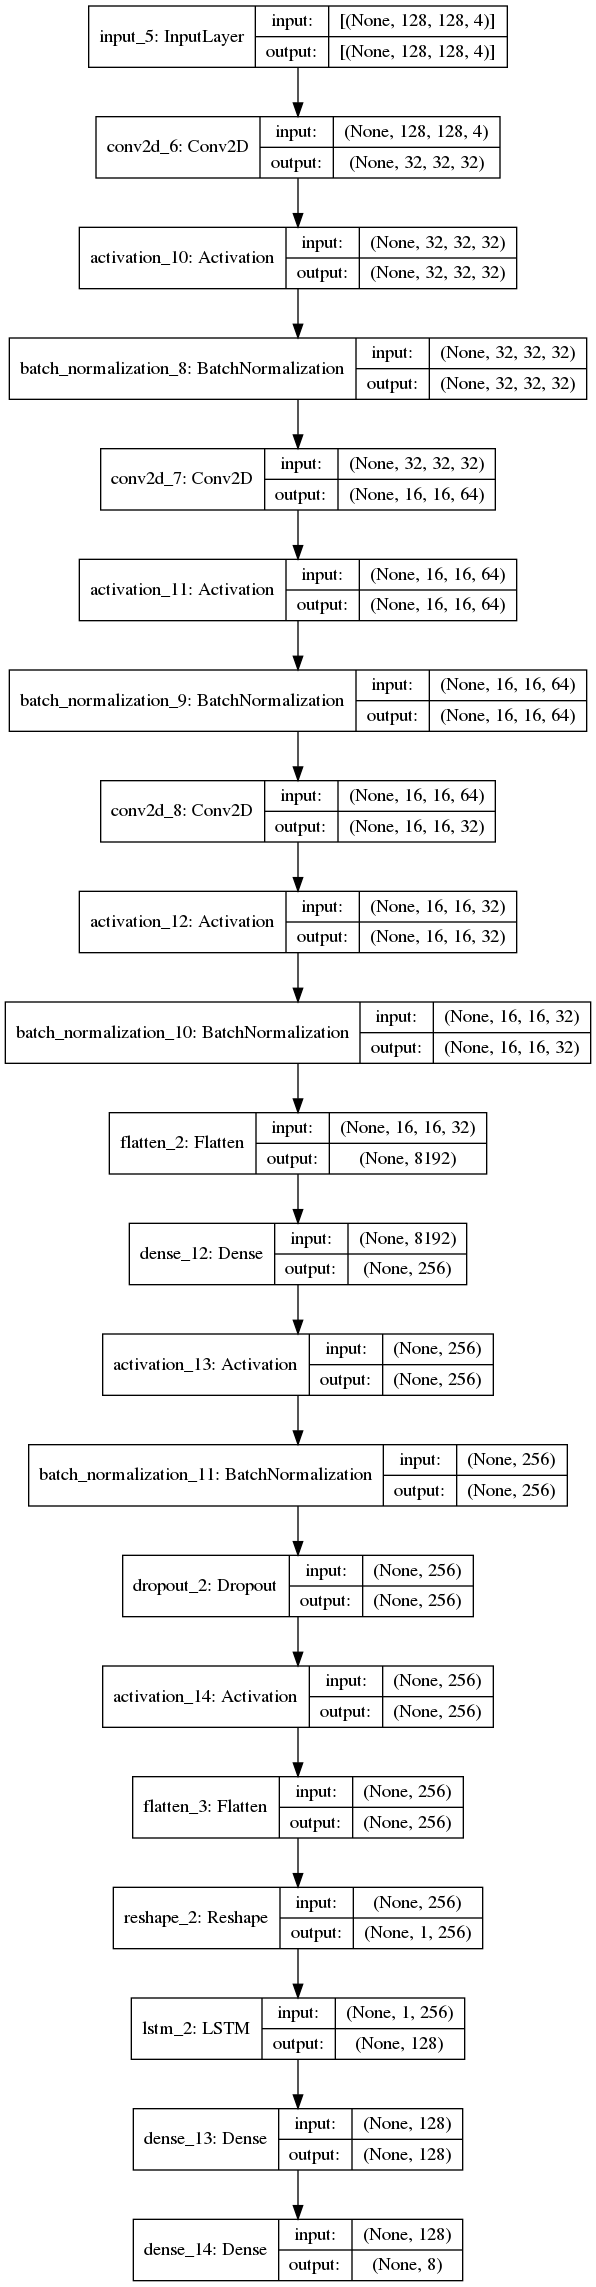 input_5: InputLayer
input: [(None, 128, 128, 4)]
output: [(None, 128, 128, 4)]
conv2d_6: Conv2D
input: (None, 128, 128, 4)
output: (None, 32, 32, 32)
activation_10: Activation
input: (None, 32, 32, 32)
output: (None, 32, 32, 32)
batch_normalization_8: BatchNormalization
input: (None, 32, 32, 32)
output: (None, 32, 32, 32)
conv2d_7: Conv2D
input: (None, 32, 32, 32)
output: (None, 16, 16, 64)
activation_11: Activation
input: (None, 16, 16, 64)
output: (None, 16, 16, 64)
batch_normalization_9: BatchNormalization
input: (None, 16, 16, 64)
output: (None, 16, 16, 64)
conv2d_8: Conv2D
input: (None, 16, 16, 64)
output: (None, 16, 16, 32)
activation_12: Activation
input: (None, 16, 16, 32)
output: (None, 16, 16, 32)
batch_normalization_10: BatchNormalization
input: (None, 16, 16, 32)
output: (None, 16, 16, 32)
flatten_2: Flatten
input: (None, 16, 16, 32)
output: (None, 8192)
dense_12: Dense
input: (None, 8192)
output: (None, 256)
activation_13: Activation
input: (None, 256)
output: (None, 256)
batch_normalization_11: BatchNormalization
input: (None, 256)
output: (None, 256)
dropout_2: Dropout
input: (None, 256)
output: (None, 256)
activation_14: Activation
input: (None, 256)
output: (None, 256)
flatten_3: Flatten
input: (None, 256)
output: (None, 256)
reshape_2: Reshape
input: (None, 256)
output: (None, 1, 256)
lstm_2: LSTM
input: (None, 1, 256)
output: (None, 128)
dense_13: Dense
input: (None, 128)
output: (None, 128)
dense_14: Dense
input: (None, 128)
output: (None, 8)